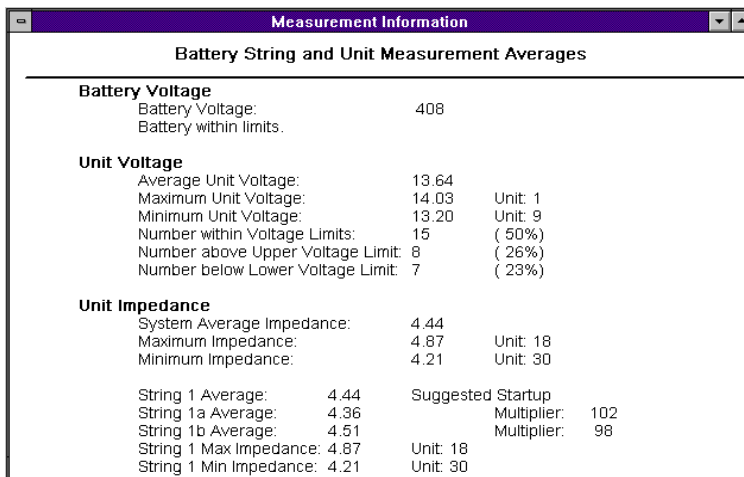 Measurement Information
Battery String and Unit Measurement Averages
Battery Voltage
Battery Voltage: 408
Battery within limits.
Unit Voltage
Average Unit Voltage: 13.64
Maximum Unit Voltage: 14.03 Unit: 1
Minimum Unit Voltage: 13.20 Unit: 9
Number within Voltage Limits: 15 ( 50%)
Number above Upper Voltage Limit: 8 ( 26%)
Number below Lower Voltage Limit: 7 ( 23%)
Unit Impedance
System Average Impedance: 4.44
Maximum Impedance: 4.87 Unit: 18
Minimum Impedance: 4.21 Unit: 30
String 1 Average: 4.44 Suggested Startup
String 1a Average: 4.36 Multiplier: 102
String 1b Average: 4.51 Multiplier: 98
String 1 Max Impedance: 4.87 Unit: 18
String 1 Min Impedance: 4.21 Unit: 30